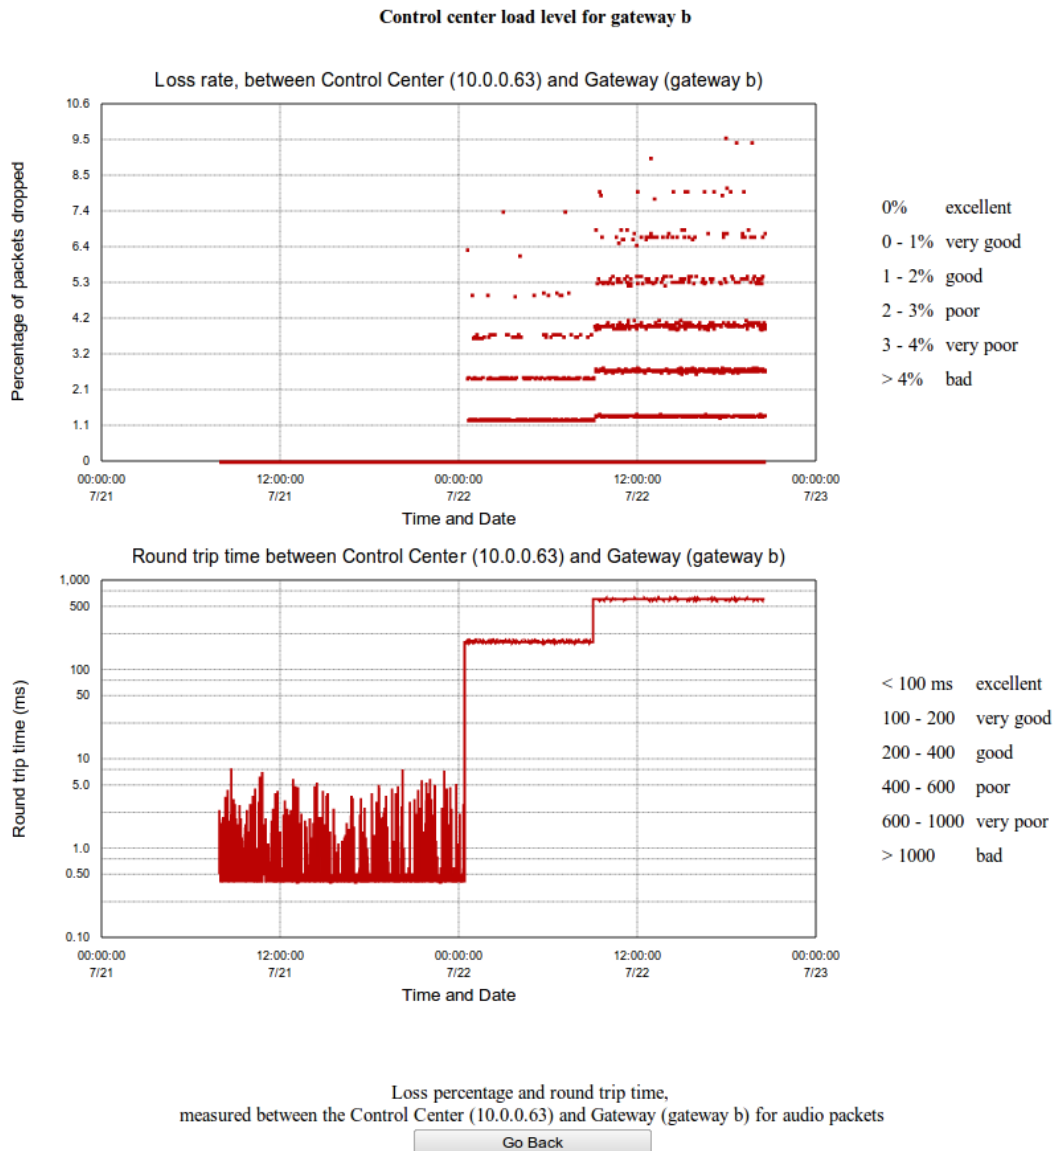 Control center load level for gateway b
Loss rate, between Control Center (10.0.0.63) and Gateway (gateway b)
Percentage of packets dropped
10.6
9.5
8.5
7.4
6.4
5.3
4.2
3.2
2.1
1.1
0
00:00:00 12:00:00 00:00:00 12:00:00 00:00:00
7/21 7/21 7/22 7/22 7/23
Time and Date
0% excellent
0 - 1% very good
1 - 2% good
2 - 3% poor
3 - 4% very poor
> 4% bad
Round trip time between Control Center (10.0.0.63) and Gateway (gateway b)
Round trip time (ms)
1,000
500
100
50
10
5.0
1.0
0.50
0.10
00:00:00 12:00:00 00:00:00 12:00:00 00:00:00
7/21 7/21 7/22 7/22 7/23
Time and Date
< 100 ms excellent
100 - 200 very good
200 - 400 good
400 - 600 poor
600 - 1000 very poor
> 1000 bad
Loss percentage and round trip time,
measured between the Control Center (10.0.0.63) and Gateway (gateway b) for audio packets
Go Back